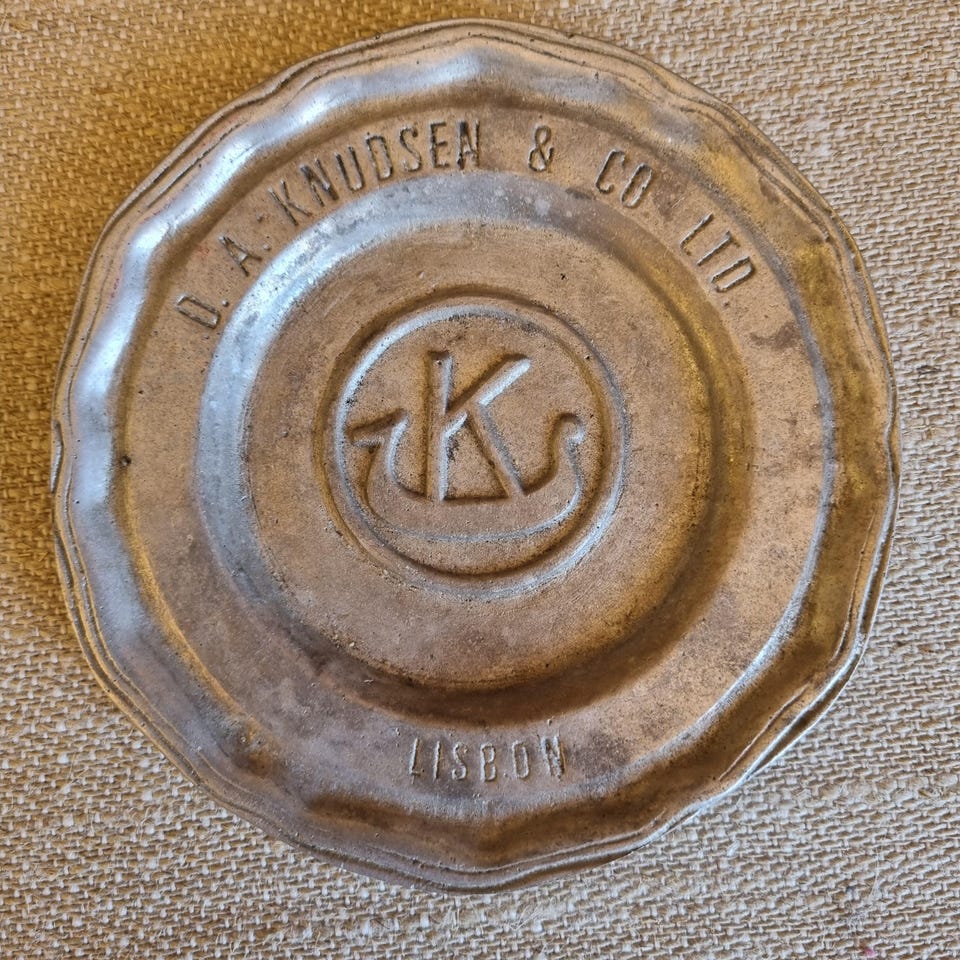 D. A. KNUDSEN & CO. LTD.
K
LISBON